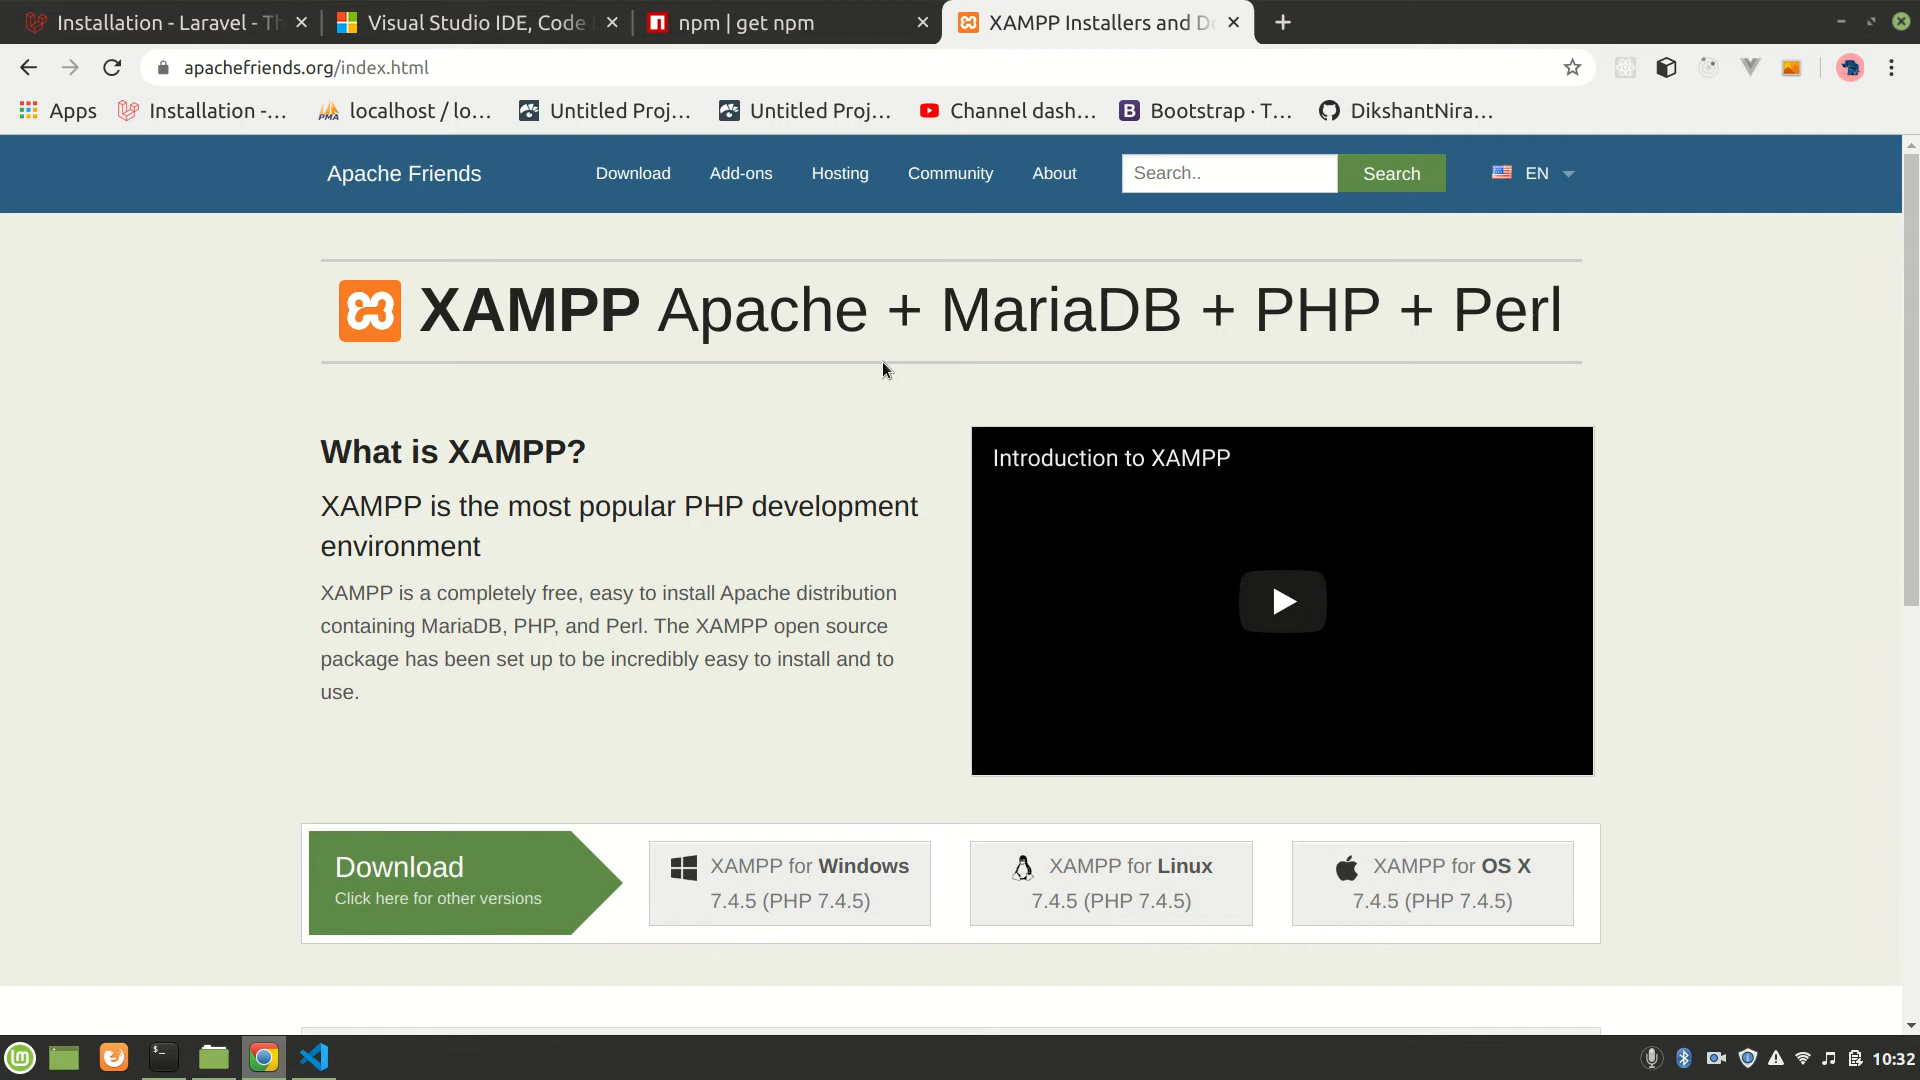 Installation - Laravel - Th
Visual Studio IDE, Code
npm | get npm
XAMPP Installers and Do
apachefriends.org/index.html
Apps
Installation -...
localhost / lo...
Untitled Proj...
Untitled Proj...
Channel dash...
Bootstrap · T...
DikshantNira...
Apache Friends
Download
Add-ons
Hosting
Community
About
Search..
Search
EN
XAMPP Apache + MariaDB + PHP + Perl
What is XAMPP?
XAMPP is the most popular PHP development
environment
XAMPP is a completely free, easy to install Apache distribution
containing MariaDB, PHP, and Perl. The XAMPP open source
package has been set up to be incredibly easy to install and to
use.
Introduction to XAMPP
Download
Click here for other versions
XAMPP for Windows
7.4.5 (PHP 7.4.5)
XAMPP for Linux
7.4.5 (PHP 7.4.5)
XAMPP for OS X
7.4.5 (PHP 7.4.5)
10:32